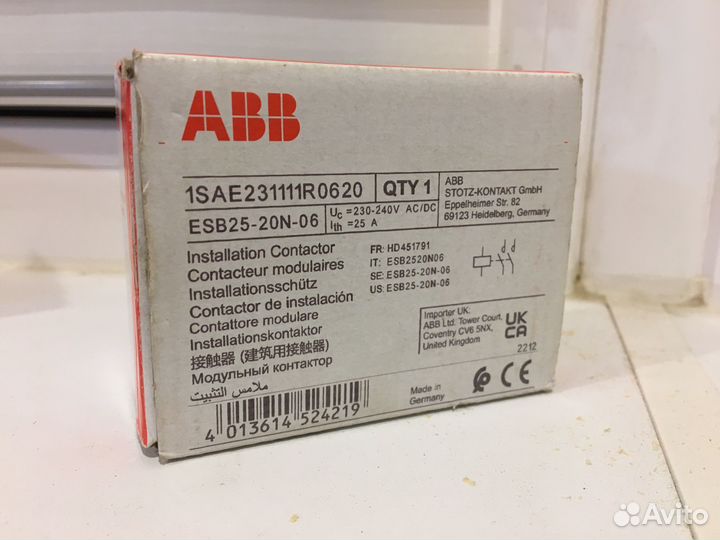 ABB
1SAE231111R0620
QTY 1
ABB
STOTZ-KONTAKT GmbH
Eppelheimer Str. 82
69123 Heidelberg, Germany
ESB25-20N-06
Uc =230-240V AC/DC
Ith =25 A
Installation Contactor
Contacteur modulaires
Installationsschütz
Contactor de instalación
Contattore modulare
Installationskontaktor
接触器 (建筑用接触器)
Модульный контактор
ملامس التثبيت
FR: HD451791
IT: ESB2520N06
SE: ESB25-20N-06
US: ESB25-20N-06
Importer UK:
ABB Ltd. Tower Court,
Coventry CV6 5NX,
United Kingdom
UK
CA
2212
Made in
Germany
CE
4 013614 524219
Avito